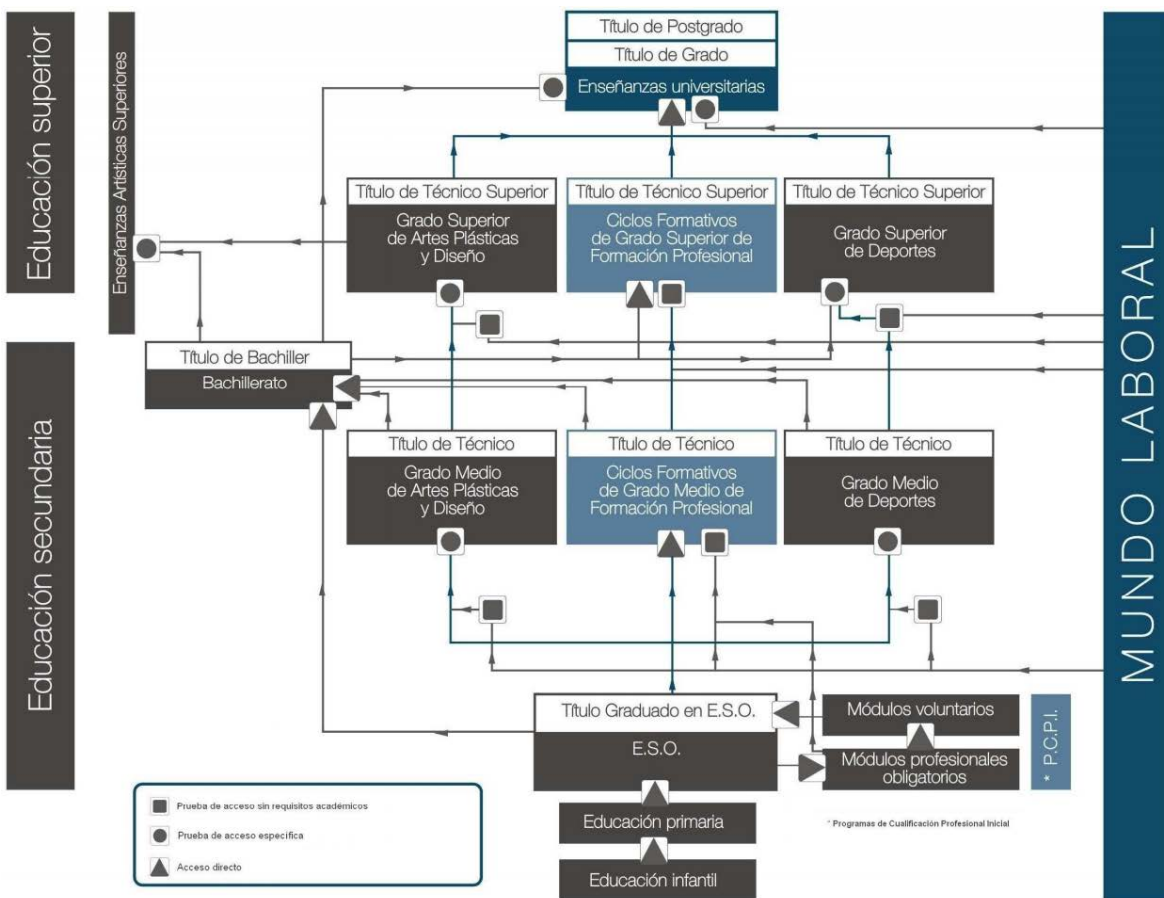 Educación superior
Enseñanzas Artísticas Superiores
Título de Postgrado
Título de Grado
Enseñanzas universitarias
Título de Técnico Superior
Grado Superior
de Artes Plásticas
y Diseño
Título de Técnico Superior
Ciclos Formativos
de Grado Superior de
Formación Profesional
Título de Técnico Superior
Grado Superior
de Deportes
MUNDO LABORAL
Educación secundaria
Título de Bachiller
Bachillerato
Título de Técnico
Grado Medio
de Artes Plásticas
y Diseño
Título de Técnico
Ciclos Formativos
de Grado Medio de
Formación Profesional
Título de Técnico
Grado Medio
de Deportes
Título Graduado en E.S.O.
E.S.O.
Módulos voluntarios
Módulos profesionales
obligatorios
* P.C.P.I.
Educación primaria
Educación infantil
* Programas de Cualificación Profesional Inicial
Prueba de acceso sin requisitos académicos
Prueba de acceso específica
Acceso directo